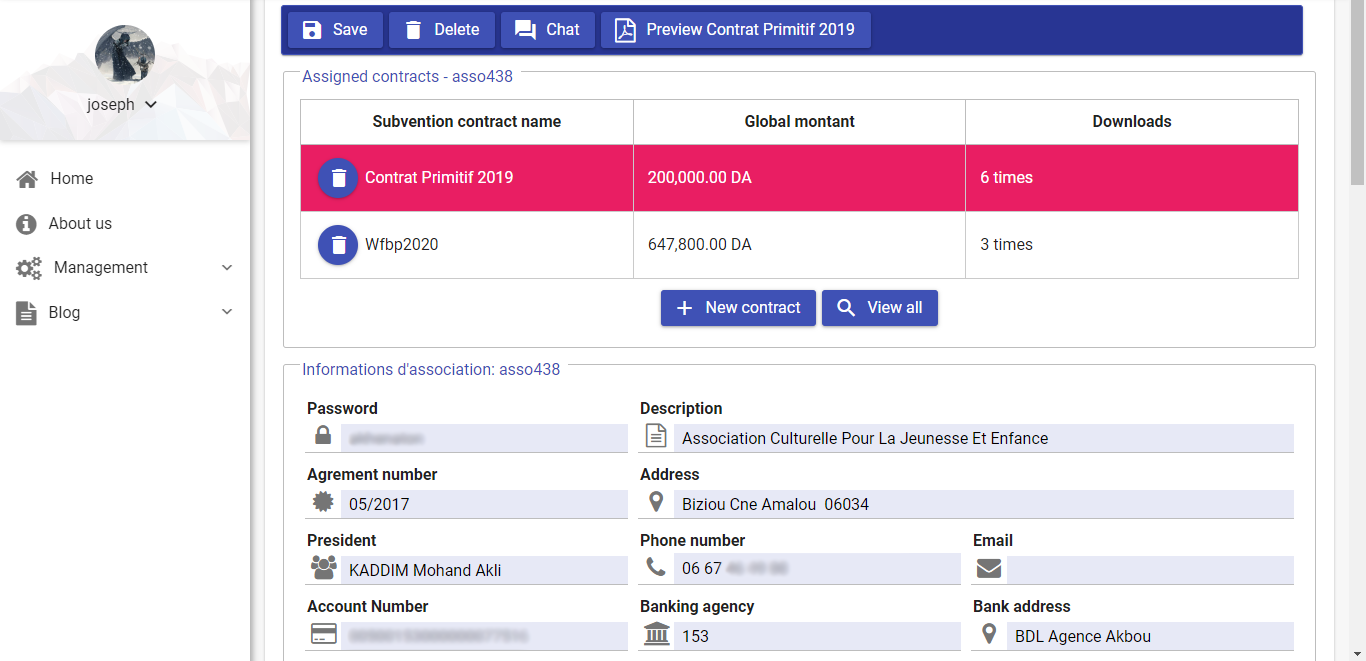 joseph
Home
About us
Management
Blog
Save Delete Chat Preview Contrat Primitif 2019
Assigned contracts - asso438
Subvention contract name Global montant Downloads
Contrat Primitif 2019 200,000.00 DA 6 times
Wfbp2020 647,800.00 DA 3 times
New contract View all
Informations d'association: asso438
Password Description
Association Culturelle Pour La Jeunesse Et Enfance
Agrement number Address
05/2017 Biziou Cne Amalou 06034
President Phone number Email
KADDIM Mohand Akli 06 67
Account Number Banking agency Bank address
153 BDL Agence Akbou